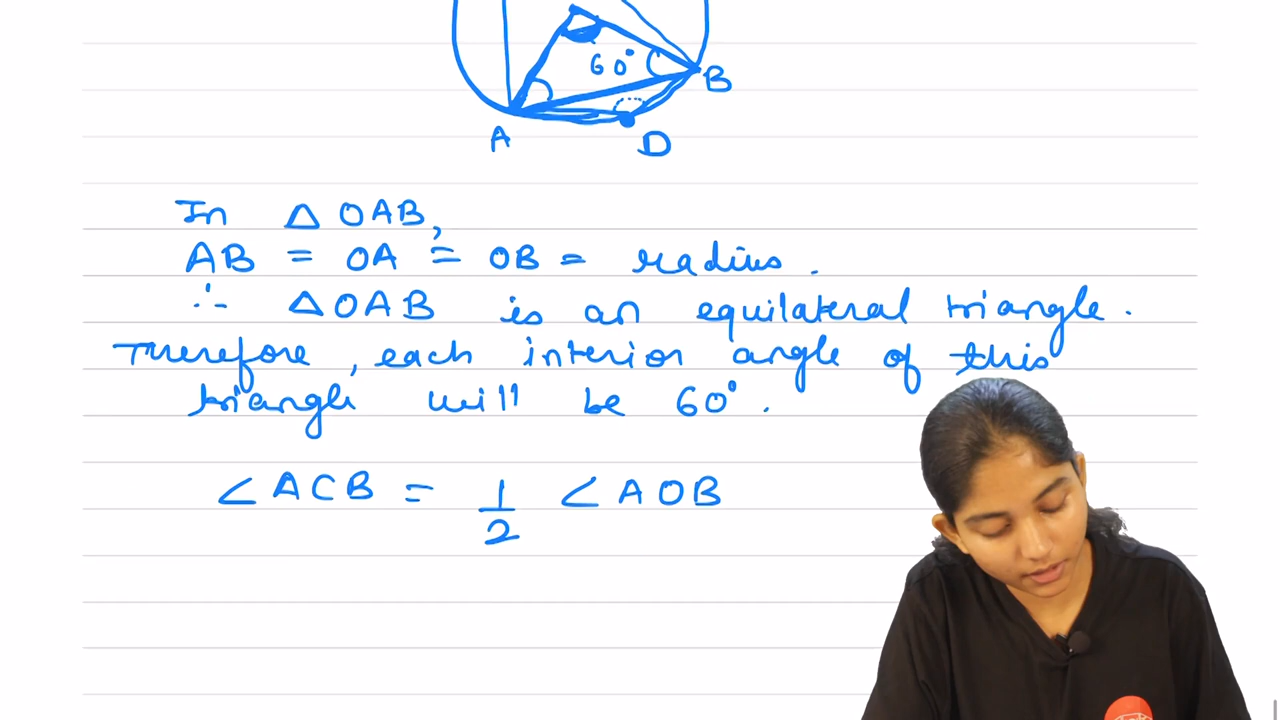 60°
B
A
D
In △ OAB,
AB = OA = OB = radius.
∴ △OAB is an equilateral triangle.
Therefore, each interior angle of this
triangle will be 60°.
∠ACB = 1/2 ∠AOB